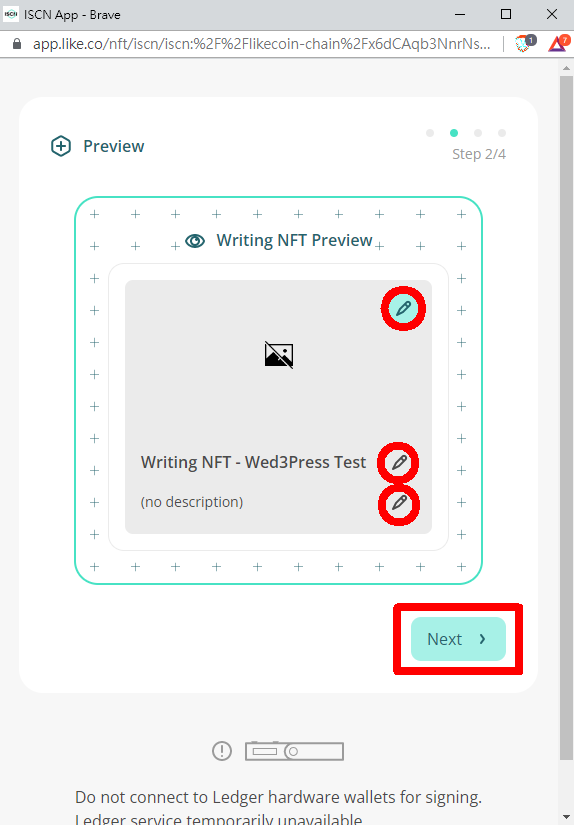 ISCN App - Brave
app.like.co/nft/iscn/iscn:%2F%2Flikecoin-chain%2Fx6dCAqb3NnrNs...
1
7
Preview
Step 2/4
Writing NFT Preview
Writing NFT - Wed3Press Test
(no description)
Next
Do not connect to Ledger hardware wallets for signing.
Ledger service temporarily unavailable